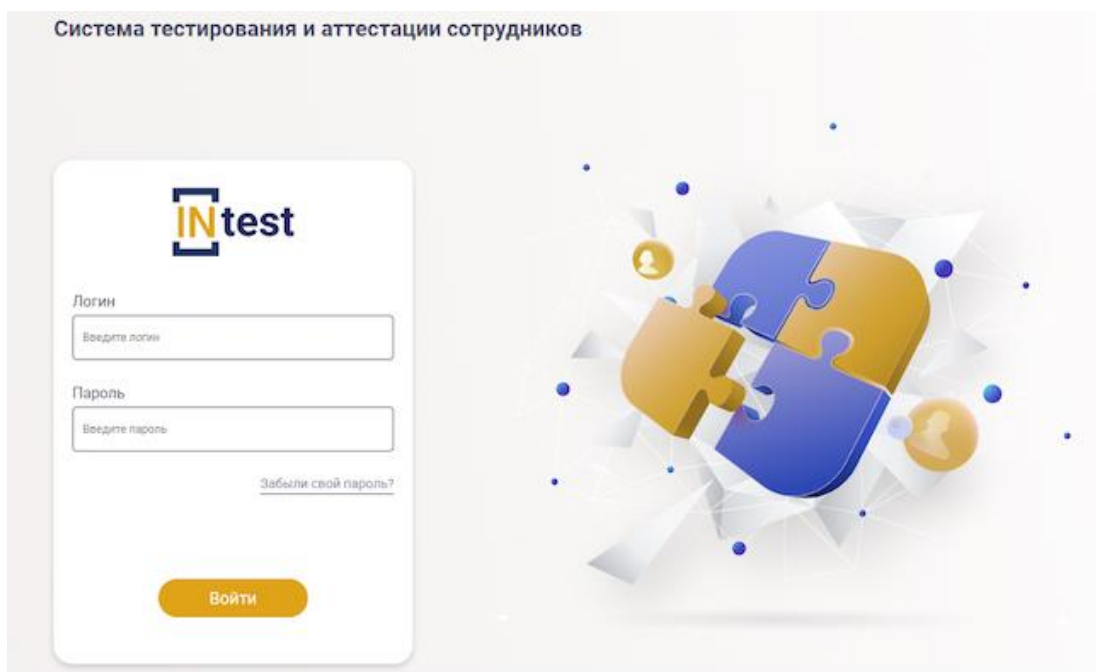 Система тестирования и аттестации сотрудников
INtest
Логин
Введите логин
Пароль
Введите пароль
Забыли свой пароль?
Войти